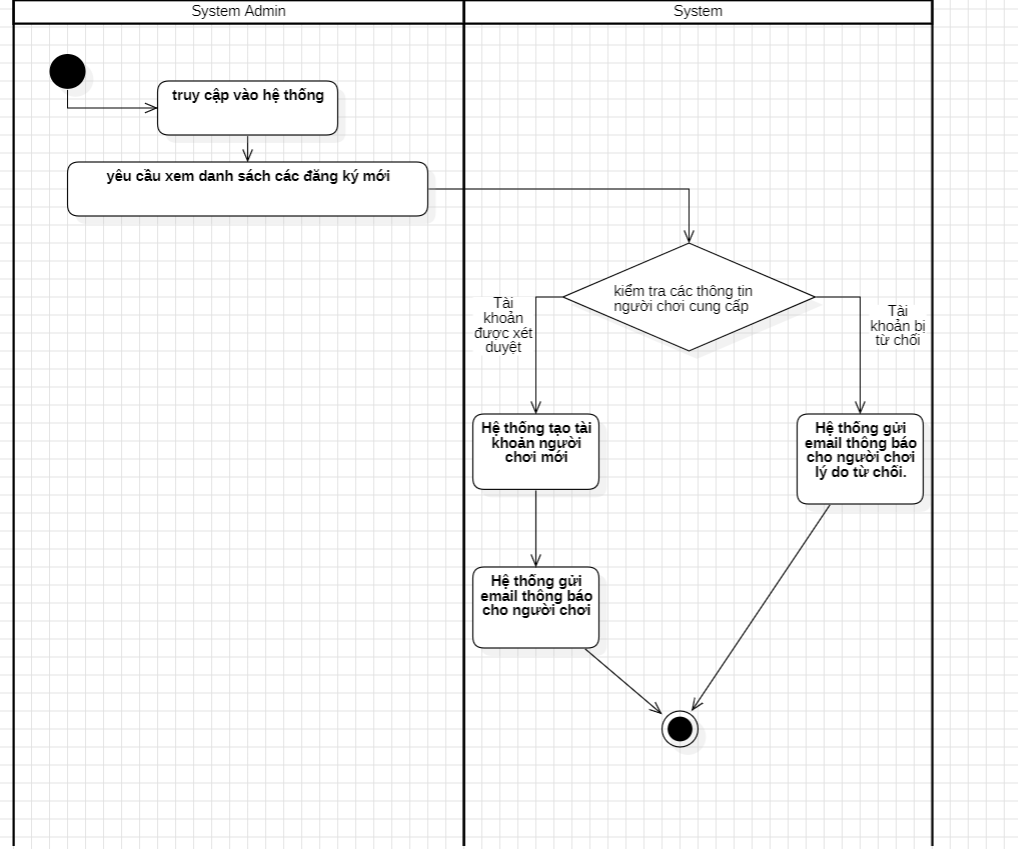 System Admin
System
truy cập vào hệ thống
yêu cầu xem danh sách các đăng ký mới
kiểm tra các thông tin
người chơi cung cấp
Tài
khoản
được xét
duyệt
Tài
khoản bị
từ chối
Hệ thống tạo tài
khoản người
chơi mới
Hệ thống gửi
email thông báo
cho người chơi
lý do từ chối.
Hệ thống gửi
email thông báo
cho người chơi